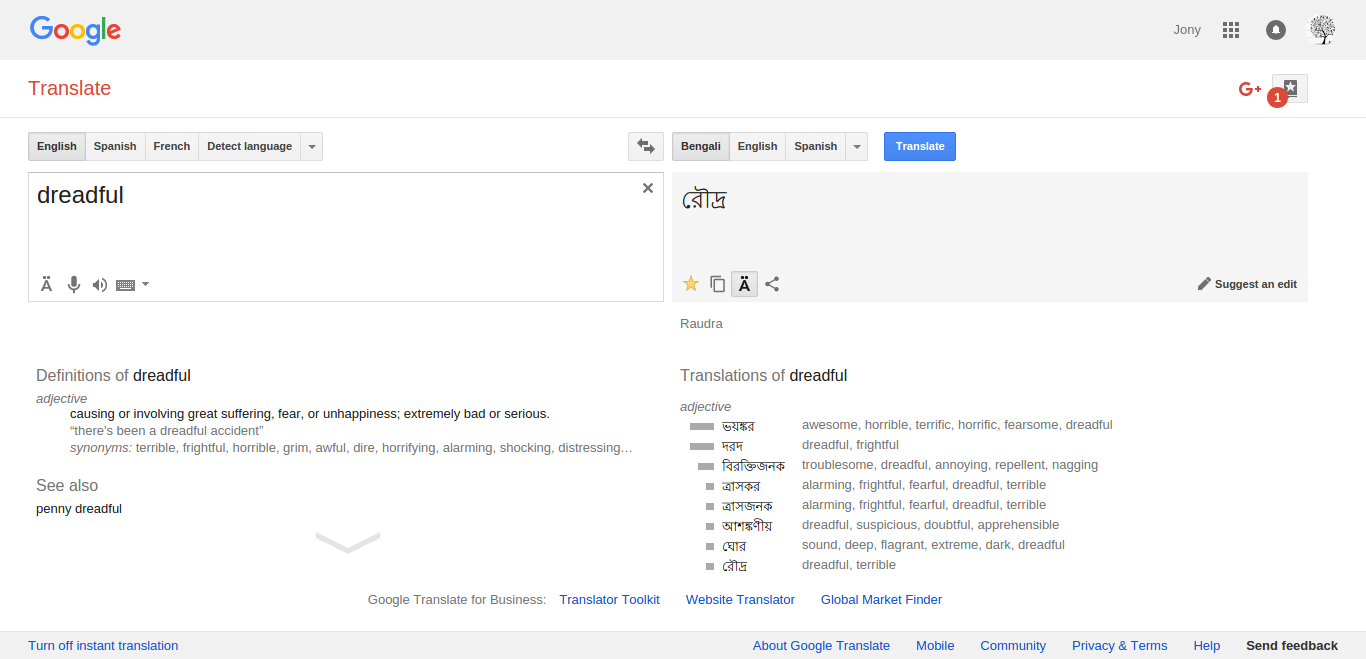 Google Jony
Translate G+ 1
English Spanish French Detect language Bengali English Spanish Translate
dreadful রৌদ্র
Ä Ä Suggest an edit
Raudra
Definitions of dreadful
adjective
causing or involving great suffering, fear, or unhappiness; extremely bad or serious.
“there's been a dreadful accident”
synonyms: terrible, frightful, horrible, grim, awful, dire, horrifying, alarming, shocking, distressing…
See also
penny dreadful
Translations of dreadful
adjective
ভয়ঙ্কর awesome, horrible, terrific, horrific, fearsome, dreadful
দরদ dreadful, frightful
বিরক্তিজনক troublesome, dreadful, annoying, repellent, nagging
ত্রাসকর alarming, frightful, fearful, dreadful, terrible
ত্রাসজনক alarming, frightful, fearful, dreadful, terrible
আশঙ্কণীয় dreadful, suspicious, doubtful, apprehensible
ঘোর sound, deep, flagrant, extreme, dark, dreadful
রৌদ্র dreadful, terrible
Google Translate for Business: Translator Toolkit Website Translator Global Market Finder
Turn off instant translation About Google Translate Mobile Community Privacy & Terms Help Send feedback